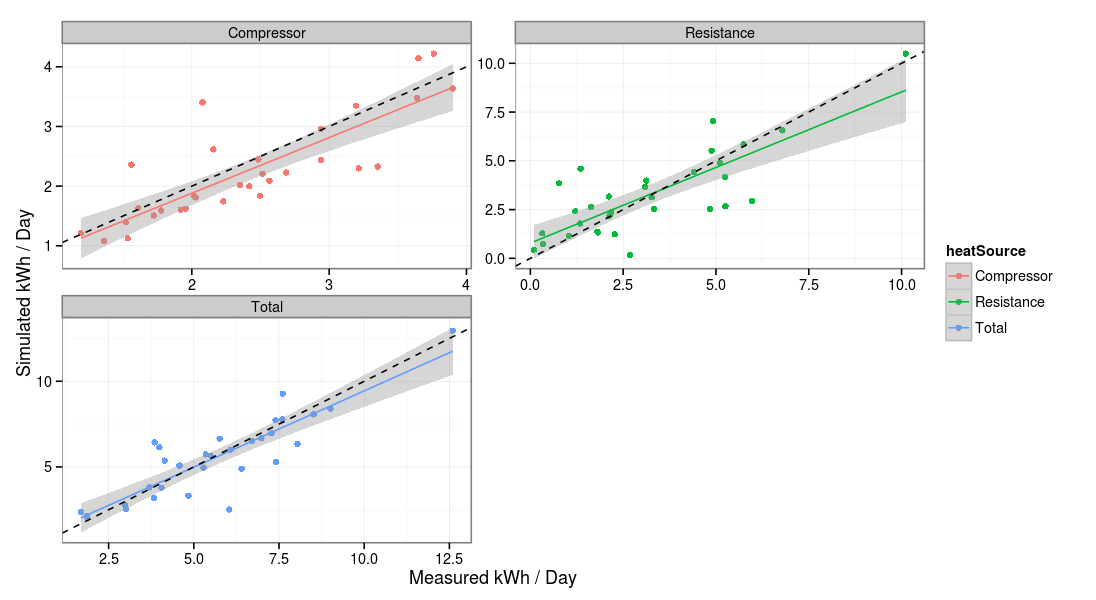 Compressor
Resistance
4
3
2
1
2
3
4
10.0
7.5
5.0
2.5
0.0
0.0
2.5
5.0
7.5
10.0
Total
10
5
2.5
5.0
7.5
10.0
12.5
Simulated kWh / Day
Measured kWh / Day
heatSource
Compressor
Resistance
Total